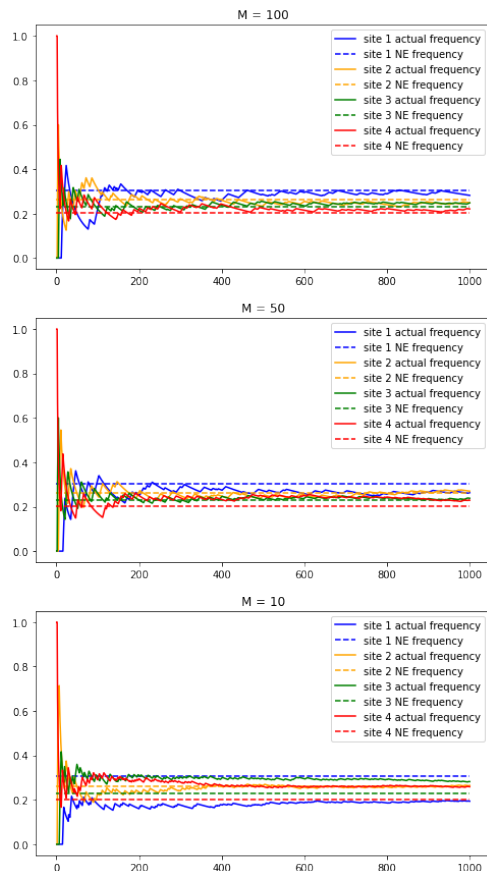 M = 100
1.0
0.8
0.6
0.4
0.2
0.0
site 1 actual frequency
site 1 NE frequency
site 2 actual frequency
site 2 NE frequency
site 3 actual frequency
site 3 NE frequency
site 4 actual frequency
site 4 NE frequency
0 200 400 600 800 1000
M = 50
1.0
0.8
0.6
0.4
0.2
0.0
site 1 actual frequency
site 1 NE frequency
site 2 actual frequency
site 2 NE frequency
site 3 actual frequency
site 3 NE frequency
site 4 actual frequency
site 4 NE frequency
0 200 400 600 800 1000
M = 10
1.0
0.8
0.6
0.4
0.2
0.0
site 1 actual frequency
site 1 NE frequency
site 2 actual frequency
site 2 NE frequency
site 3 actual frequency
site 3 NE frequency
site 4 actual frequency
site 4 NE frequency
0 200 400 600 800 1000